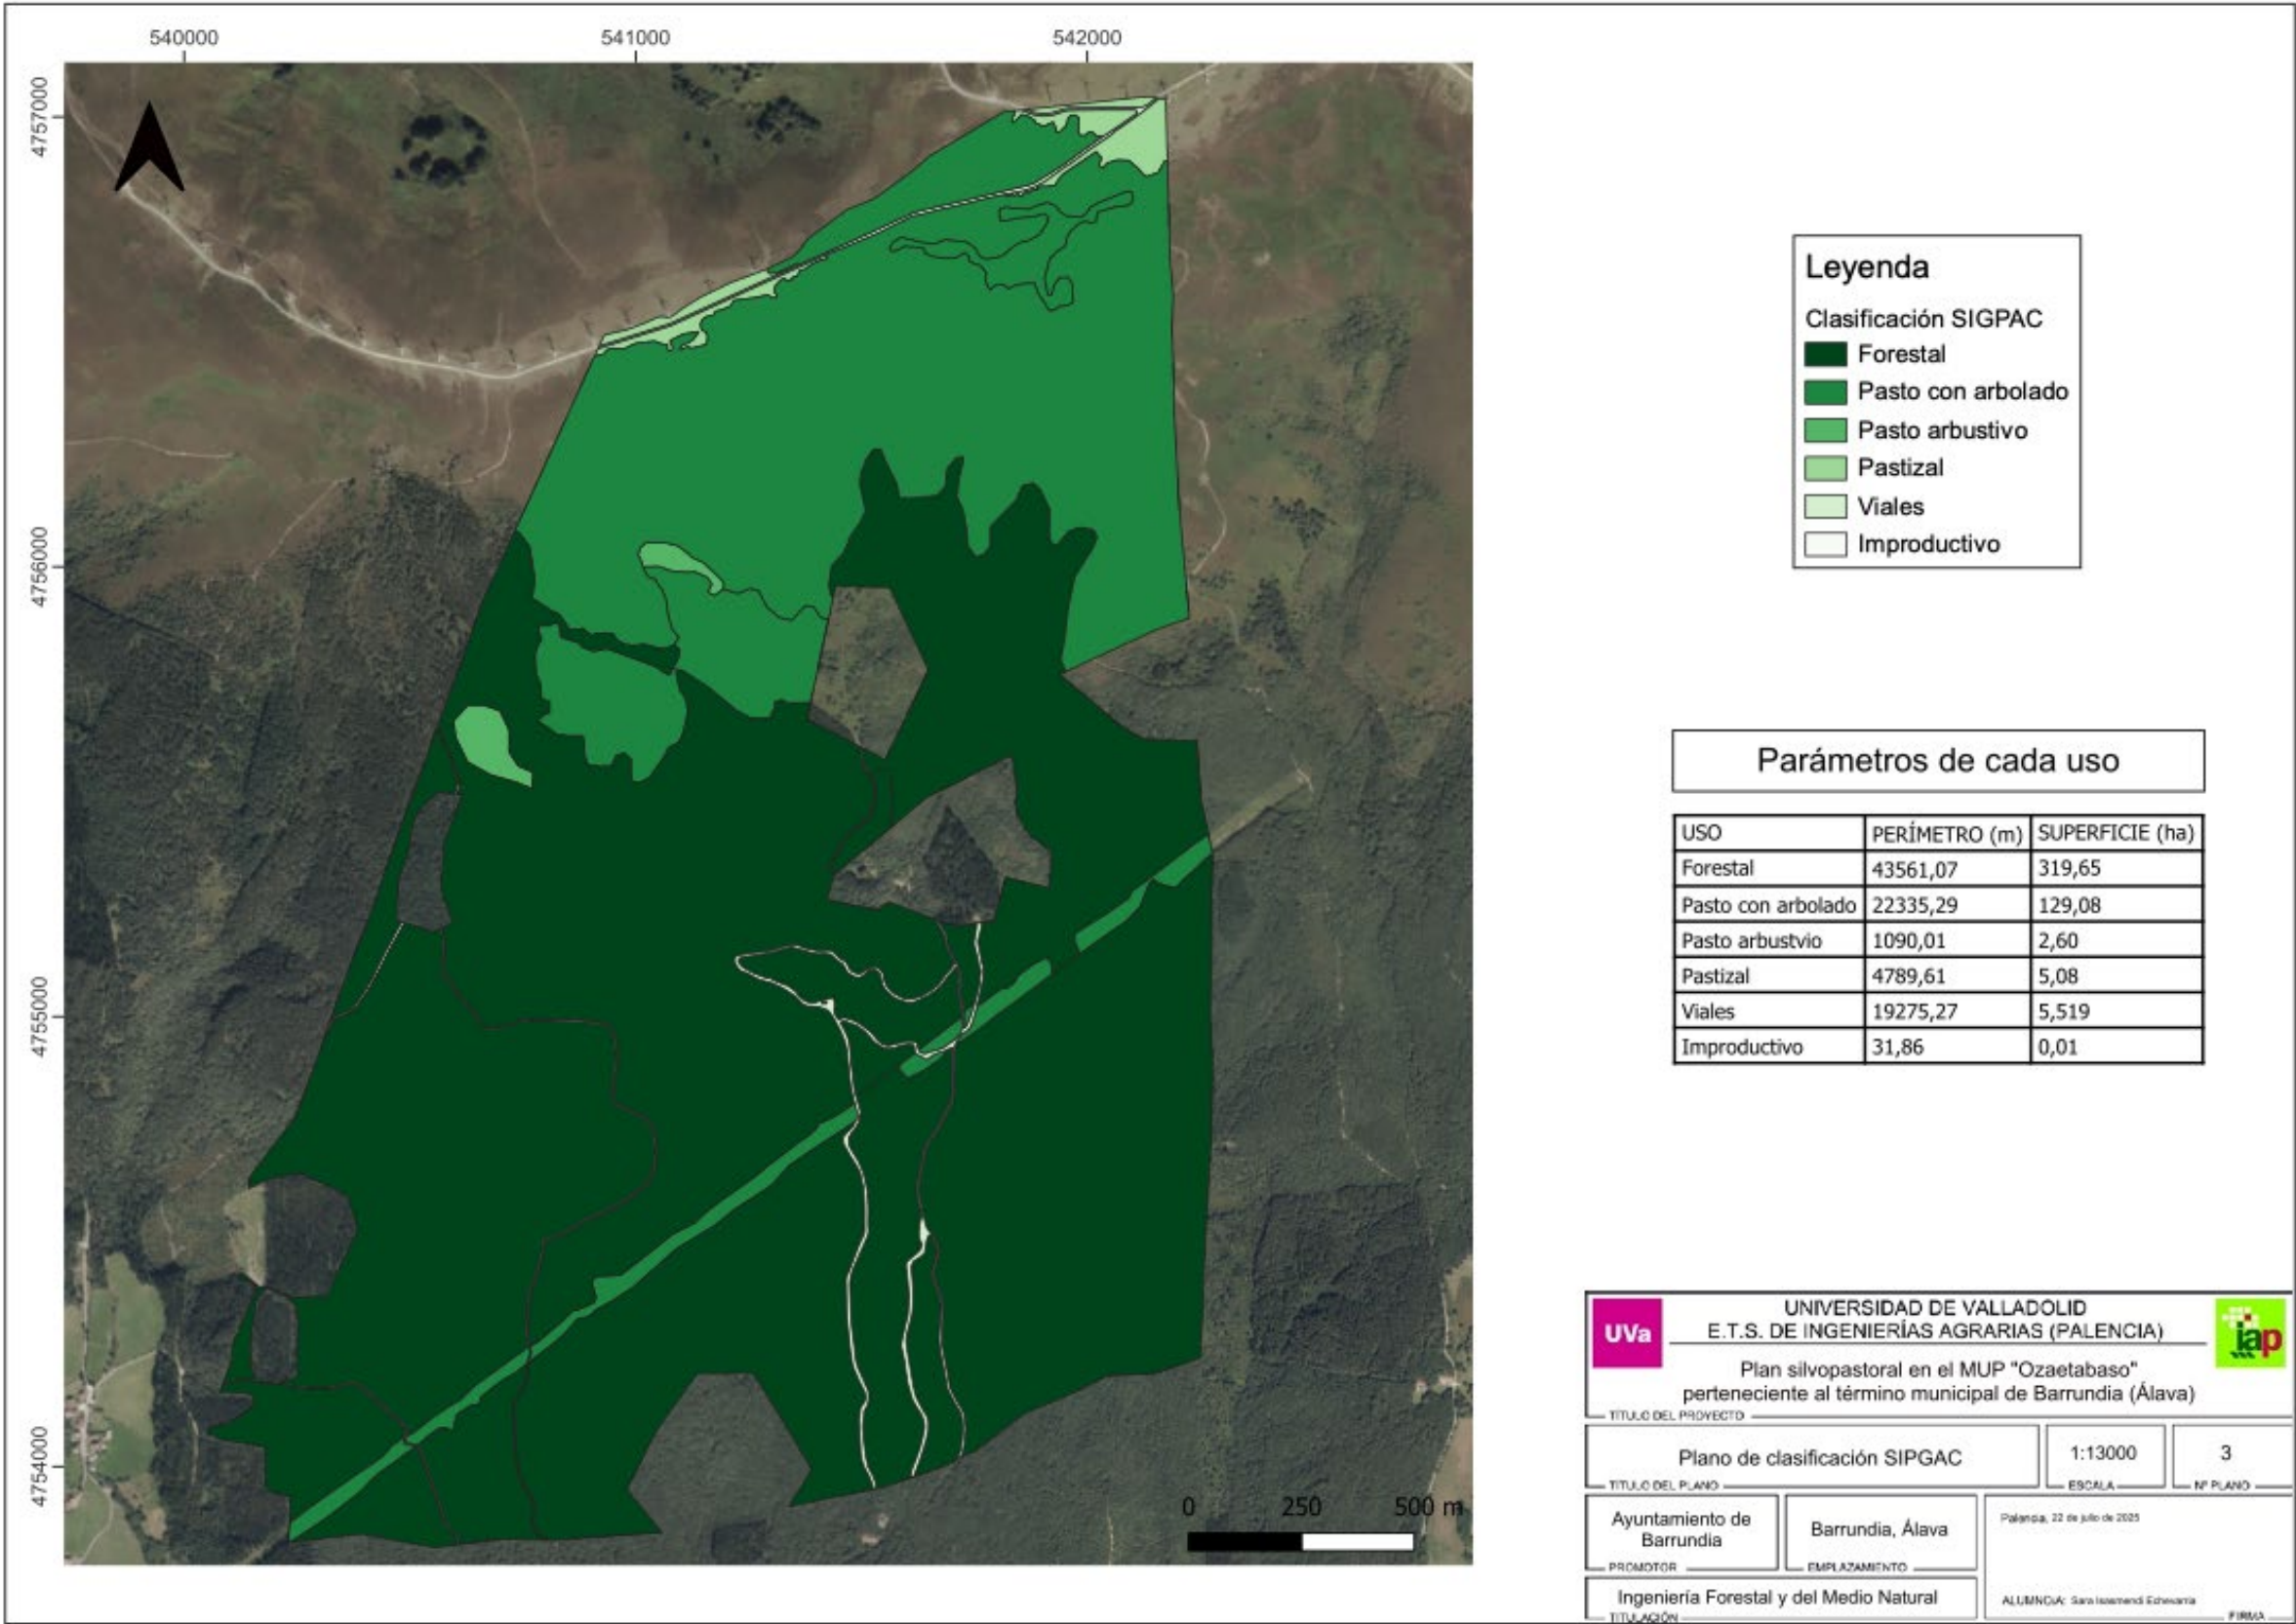 540000
541000
542000
4757000
4756000
4755000
4754000
0 250 500 m
Leyenda
Clasificación SIGPAC
Forestal
Pasto con arbolado
Pasto arbustivo
Pastizal
Viales
Improductivo
Parámetros de cada uso
USO PERÍMETRO (m) SUPERFICIE (ha)
Forestal 43561,07 319,65
Pasto con arbolado 22335,29 129,08
Pasto arbustvio 1090,01 2,60
Pastizal 4789,61 5,08
Viales 19275,27 5,519
Improductivo 31,86 0,01
UVa
UNIVERSIDAD DE VALLADOLID
E.T.S. DE INGENIERÍAS AGRARIAS (PALENCIA)
iap
Plan silvopastoral en el MUP "Ozaetabaso"
perteneciente al término municipal de Barrundia (Álava)
TÍTULO DEL PROYECTO
Plano de clasificación SIPGAC
TÍTULO DEL PLANO
1:13000
ESCALA
3
Nº PLANO
Ayuntamiento de
Barrundia
PROMOTOR
Barrundia, Álava
EMPLAZAMIENTO
Palencia, 22 de julio de 2025
Ingeniería Forestal y del Medio Natural
TITULACIÓN
ALUMNO/A: Sara Isasmendi Echevarria
FIRMA